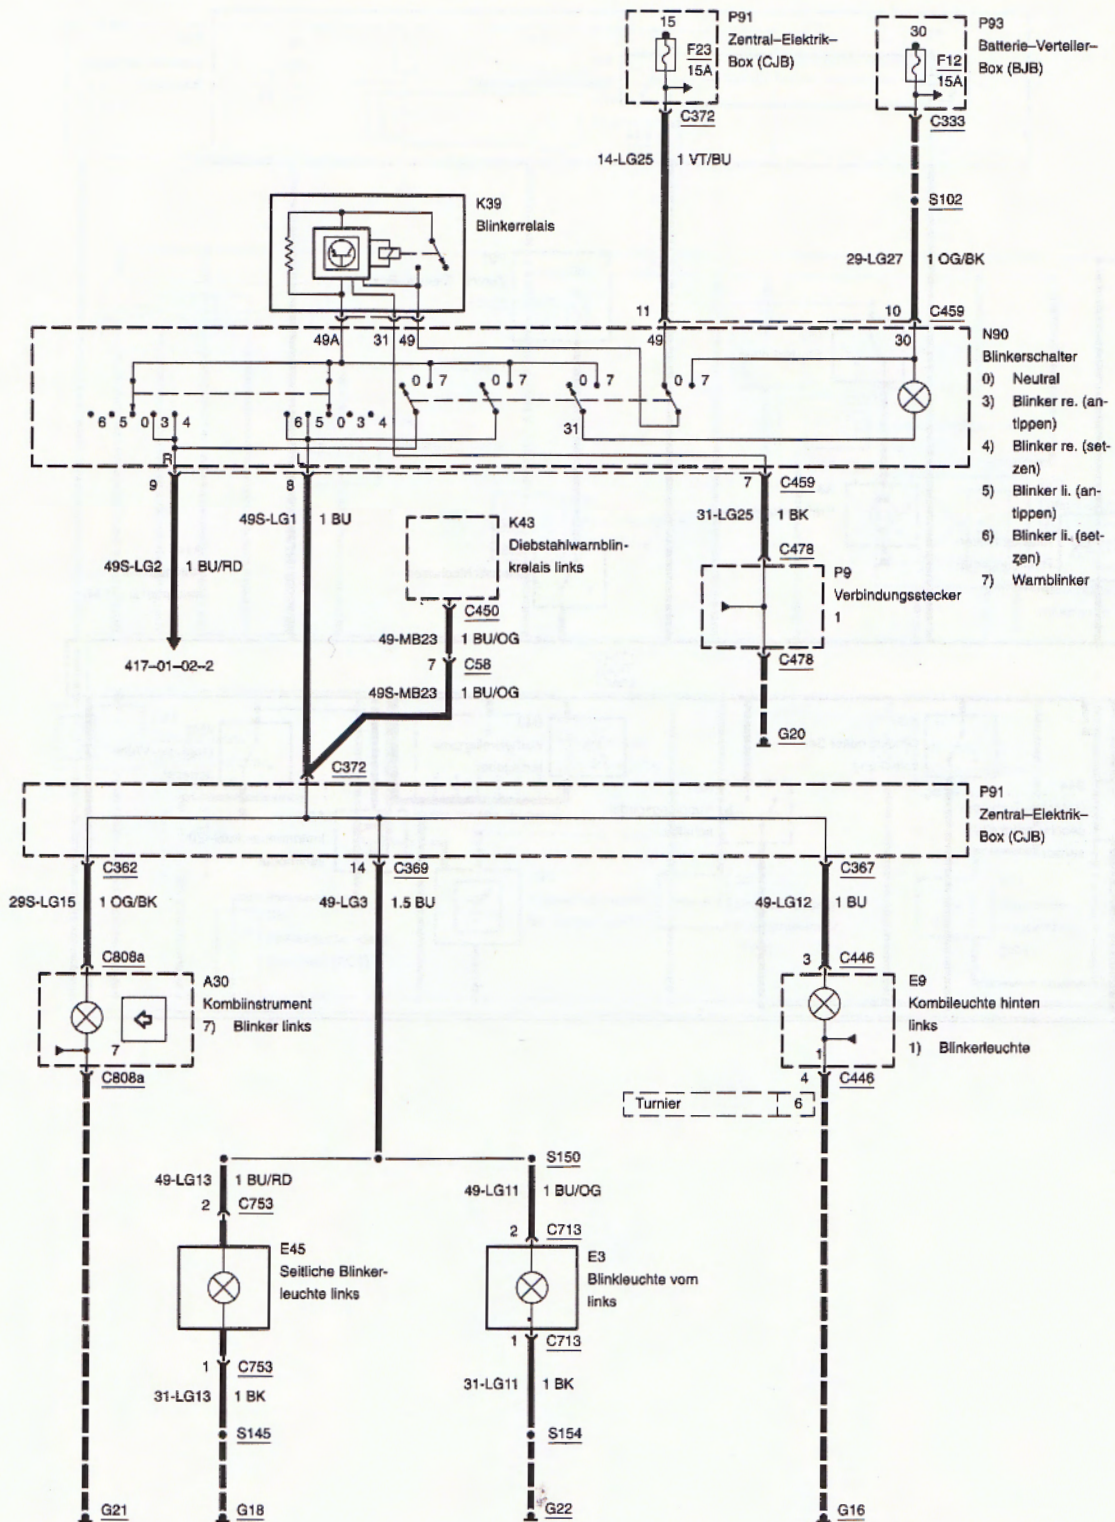 15
F23
15A
P91
Zentral–Elektrik–
Box (CJB)
30
F12
15A
P93
Batterie–Verteiler–
Box (BJB)
C372
C333
14-LG25 1 VT/BU
S102
29-LG27 1 OG/BK
K39
Blinkerrelais
11
10 C459
49A 31 49 49 30
N90
Blinkerschalter
0) Neutral
3) Blinker re. (an-
tippen)
4) Blinker re. (set-
zen)
5) Blinker li. (an-
tippen)
6) Blinker li. (set-
zen)
7) Warnblinker
0 7 0 7 0 7 0 7
6 5 0 3 4 6 5 0 3 4
31
R L
9 8 7 C459
49S-LG1 1 BU
31-LG25 1 BK
K43
Diebstahlwarnblin-
krelais links
49S-LG2 1 BU/RD
C478
P9
Verbindungsstecker
1
C450
49-MB23 1 BU/OG
7 C58
49S-MB23 1 BU/OG
417–01–02–2
C478
G20
C372
P91
Zentral–Elektrik–
Box (CJB)
C362 14 C369 C367
29S-LG15 1 OG/BK 49-LG3 1.5 BU 49-LG12 1 BU
C808a 3 C446
A30
Kombiinstrument
7) Blinker links
7
E9
Kombileuchte hinten
links
1) Blinkerleuchte
1
C808a 4 C446
Turnier 6
S150
49-LG13 1 BU/RD 49-LG11 1 BU/OG
2 C753 2 C713
E45
Seitliche Blinker-
leuchte links
E3
Blinkleuchte vorn
links
1 C753 1 C713
31-LG13 1 BK 31-LG11 1 BK
S145 S154
G21 G18 G22 G16